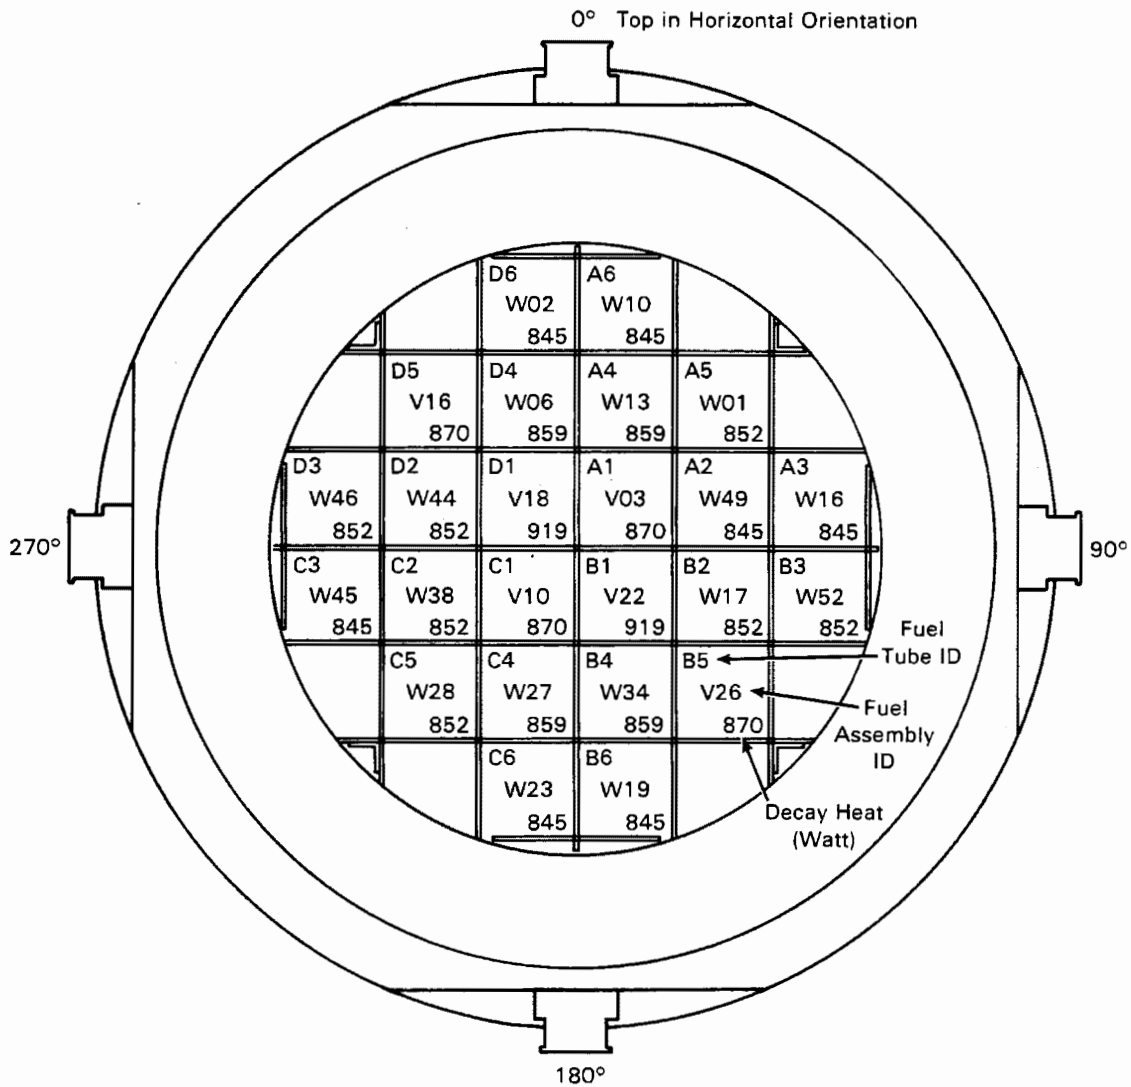 0° Top in Horizontal Orientation
D6 A6
W02 W10
845 845
D5 D4 A4 A5
V16 W06 W13 W01
870 859 859 852
D3 D2 D1 A1 A2 A3
W46 W44 V18 V03 W49 W16
852 852 919 870 845 845
270° 90°
C3 C2 C1 B1 B2 B3
W45 W38 V10 V22 W17 W52
845 852 870 919 852 852
Fuel
Tube ID
C5 C4 B4 B5
W28 W27 W34 V26
852 859 859 870
Fuel
Assembly
ID
C6 B6
W23 W19
845 845
Decay Heat
(Watt)
180°